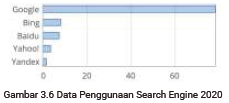 Google
Bing
Baidu
Yahoo!
Yandex
0 20 40 60
Gambar 3.6 Data Penggunaan Search Engine 2020